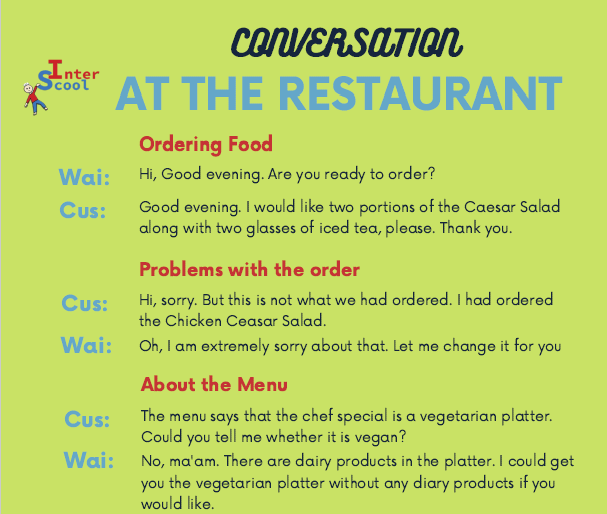 CONVERSATION
Inter
Scool
AT THE RESTAURANT
Ordering Food
Wai: Hi, Good evening. Are you ready to order?
Cus: Good evening. I would like two portions of the Caesar Salad
along with two glasses of iced tea, please. Thank you.
Problems with the order
Cus: Hi, sorry. But this is not what we had ordered. I had ordered
the Chicken Ceasar Salad.
Wai: Oh, I am extremely sorry about that. Let me change it for you
About the Menu
Cus: The menu says that the chef special is a vegetarian platter.
Could you tell me whether it is vegan?
Wai: No, ma'am. There are dairy products in the platter. I could get
you the vegetarian platter without any diary products if you
would like.